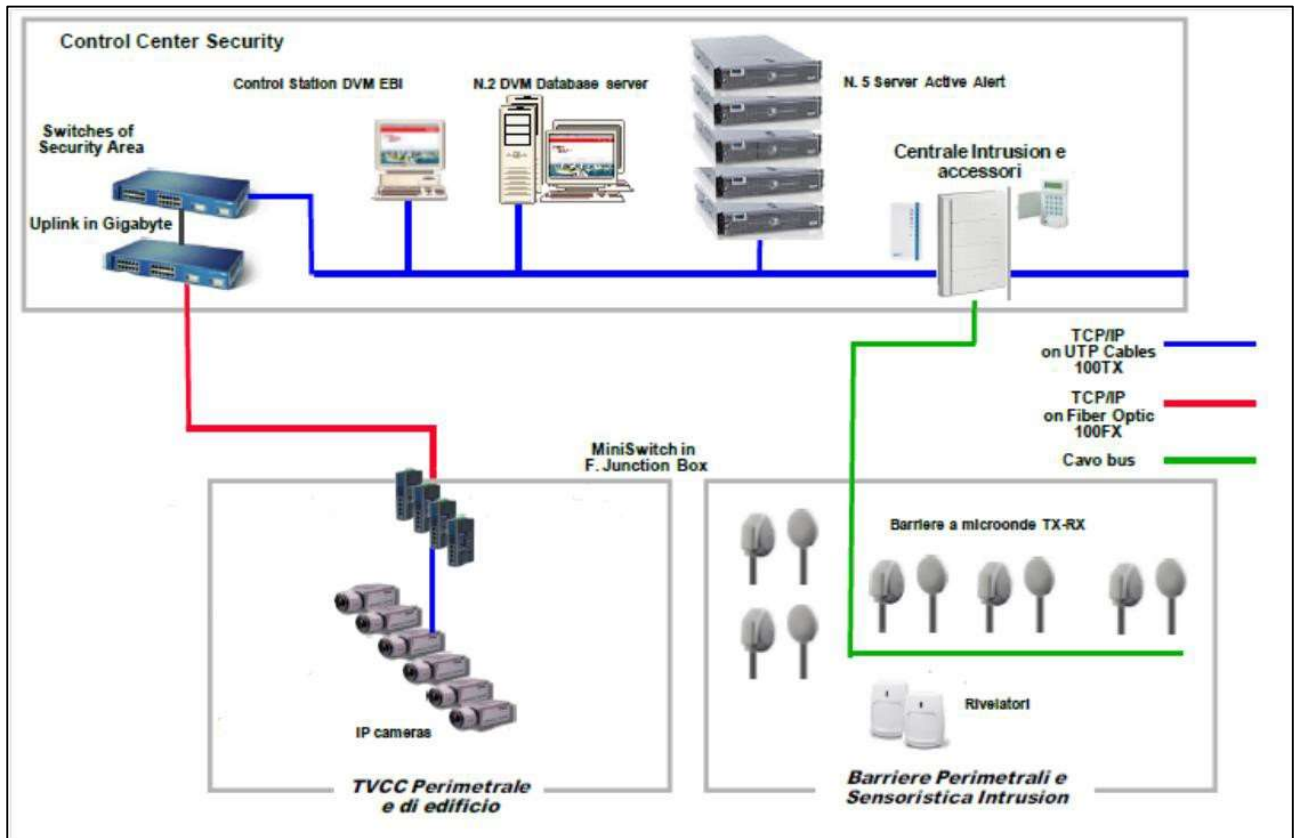 Control Center Security
Control Station DVM EBI
N.2 DVM Database server
N. 5 Server Active Alert
Switches of
Security Area
Centrale Intrusion e
accessori
Uplink in Gigabyte
TCP/IP
on UTP Cables
100TX
TCP/IP
on Fiber Optic
100FX
Cavo bus
MiniSwitch in
F. Junction Box
Barriere a microonde TX-RX
Rivelatori
IP cameras
TVCC Perimetrale
e di edificio
Barriere Perimetrali e
Sensoristica Intrusion